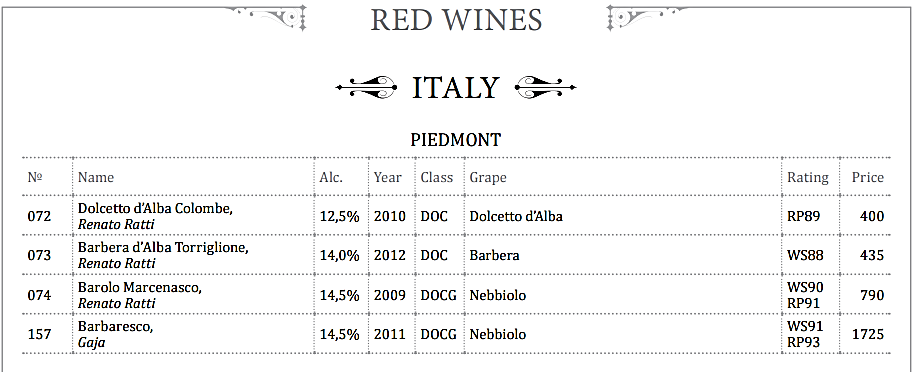 RED WINES
ITALY
PIEDMONT
№ Name Alc. Year Class Grape Rating Price
072 Dolcetto d'Alba Colombe, 12,5% 2010 DOC Dolcetto d'Alba RP89 400
Renato Ratti
073 Barbera d'Alba Torriglione, 14,0% 2012 DOC Barbera WS88 435
Renato Ratti
074 Barolo Marcenasco, 14,5% 2009 DOCG Nebbiolo WS90 790
Renato Ratti RP91
157 Barbaresco, 14,5% 2011 DOCG Nebbiolo WS91 1725
Gaja RP93